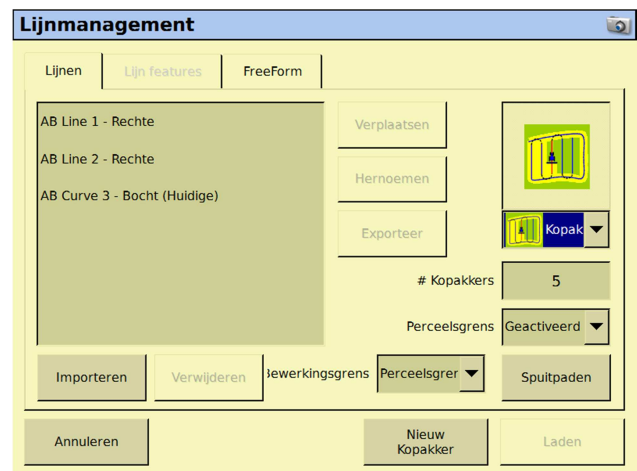 Lijnmanagement
Lijnen
Lijn features
FreeForm
AB Line 1 - Rechte
AB Line 2 - Rechte
AB Curve 3 - Bocht (Huidige)
Verplaatsen
Hernoemen
Exporteer
Kopak
# Kopakkers
5
Perceelsgrens
Geactiveerd
Importeren
Verwijderen
Bewerkingsgrens
Perceelsgrer
Spuitpaden
Annuleren
Nieuw
Kopakker
Laden